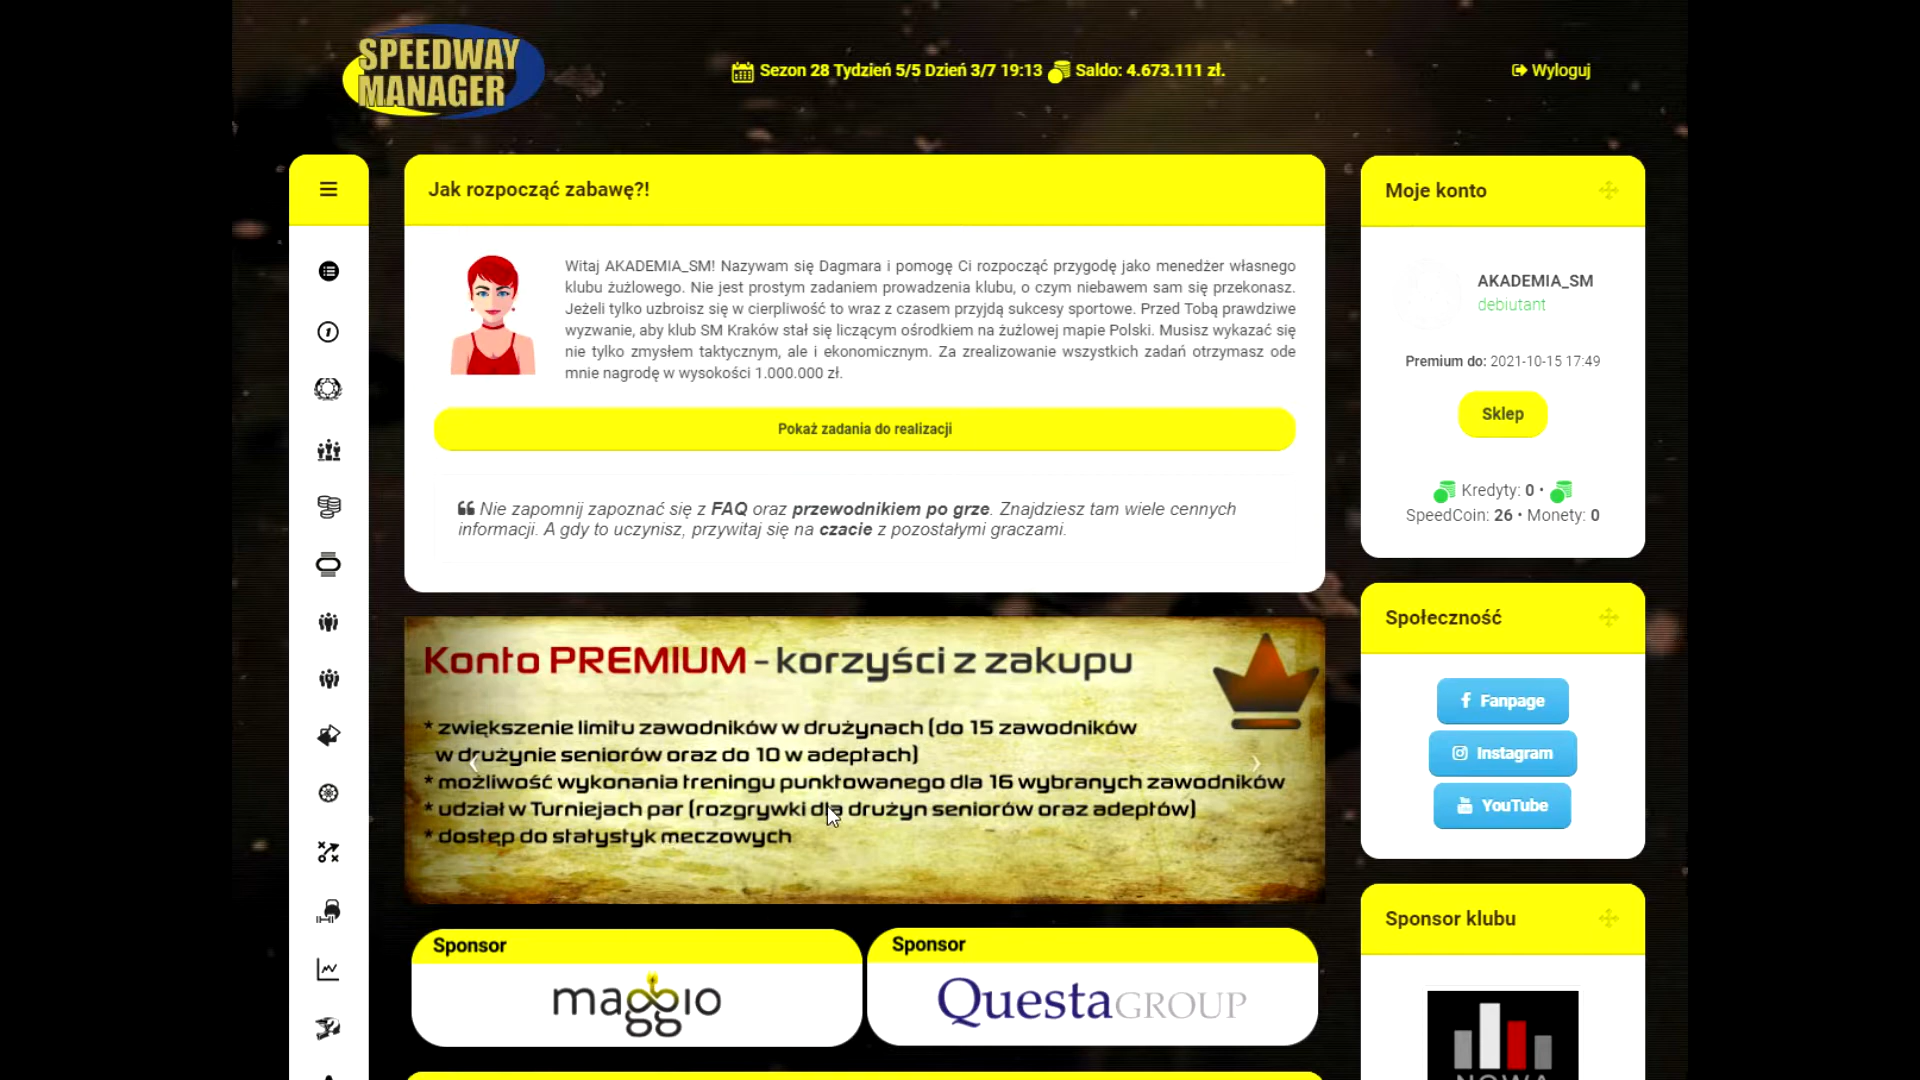 SPEEDWAY
MANAGER
Sezon 28 Tydzień 5/5 Dzień 3/7 19:13 Saldo: 4.673.111 zł.
Wyloguj
Jak rozpocząć zabawę?!
Witaj AKADEMIA_SM! Nazywam się Dagmara i pomogę Ci rozpocząć przygodę jako menedżer własnego
klubu żużlowego. Nie jest prostym zadaniem prowadzenia klubu, o czym niebawem sam się przekonasz.
Jeżeli tylko uzbroisz się w cierpliwość to wraz z czasem przyjdą sukcesy sportowe. Przed Tobą prawdziwe
wyzwanie, aby klub SM Kraków stał się liczącym ośrodkiem na żużlowej mapie Polski. Musisz wykazać się
nie tylko zmysłem taktycznym, ale i ekonomicznym. Za zrealizowanie wszystkich zadań otrzymasz ode
mnie nagrodę w wysokości 1.000.000 zł.
Pokaż zadania do realizacji
Nie zapomnij zapoznać się z FAQ oraz przewodnikiem po grze. Znajdziesz tam wiele cennych
informacji. A gdy to uczynisz, przywitaj się na czacie z pozostałymi graczami.
Konto PREMIUM - korzyści z zakupu
* zwiększenie limitu zawodników w drużynach (do 15 zawodników
w drużynie seniorów oraz do 10 w adeptach)
* możliwość wykonania treningu punktowanego dla 16 wybranych zawodników
* udział w Turniejach par (rozgrywki dla drużyn seniorów oraz adeptów)
* dostęp do statystyk meczowych
Sponsor
maggio
Sponsor
Questa GROUP
Moje konto
AKADEMIA_SM
debiutant
Premium do: 2021-10-15 17:49
Sklep
Kredyty: 0 •
SpeedCoin: 26 • Monety: 0
Społeczność
Fanpage
Instagram
YouTube
Sponsor klubu
NOWA